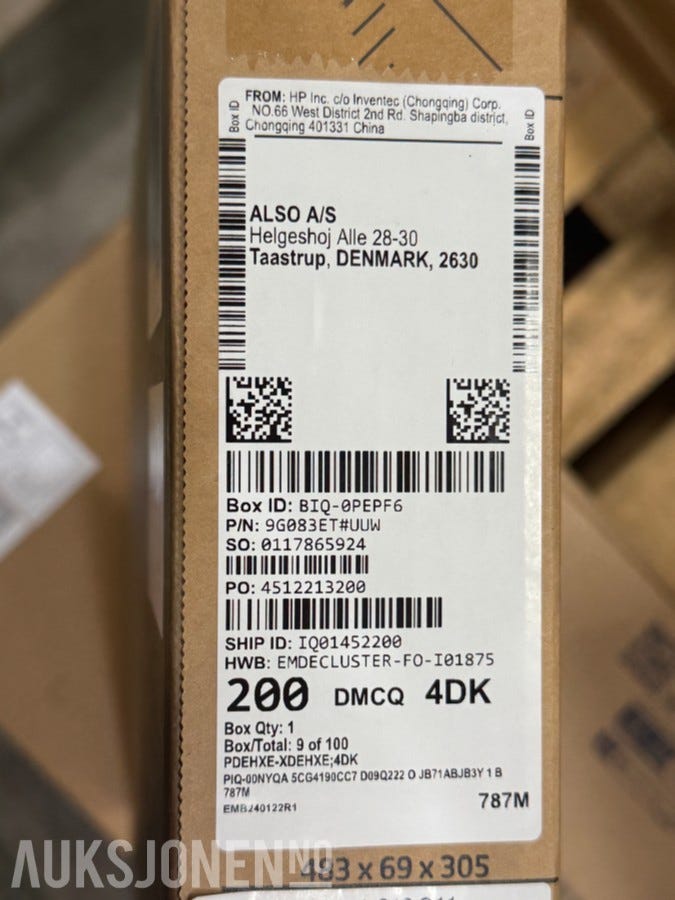 Box ID
Box ID
FROM: HP Inc. c/o Inventec (Chongqing) Corp.
NO.66 West District 2nd Rd. Shapingba district,
Chongqing 401331 China
ALSO A/S
Helgeshoj Alle 28-30
Taastrup, DENMARK, 2630
Box ID: BIQ-0PEPF6
P/N: 9G083ET#UUW
SO: 0117865924
PO: 4512213200
SHIP ID: IQ01452200
HWB: EMDECLUSTER-FO-I01875
200 DMCQ 4DK
Box Qty: 1
Box/Total: 9 of 100
PDEHXE-XDEHXE;4DK
PIQ-00NYQA 5CG4190CC7 D09Q222 O JB71ABJB3Y 1 B
787M
787M
EMB240122R1
AUKSJONEN NO
483 x 69 x 305